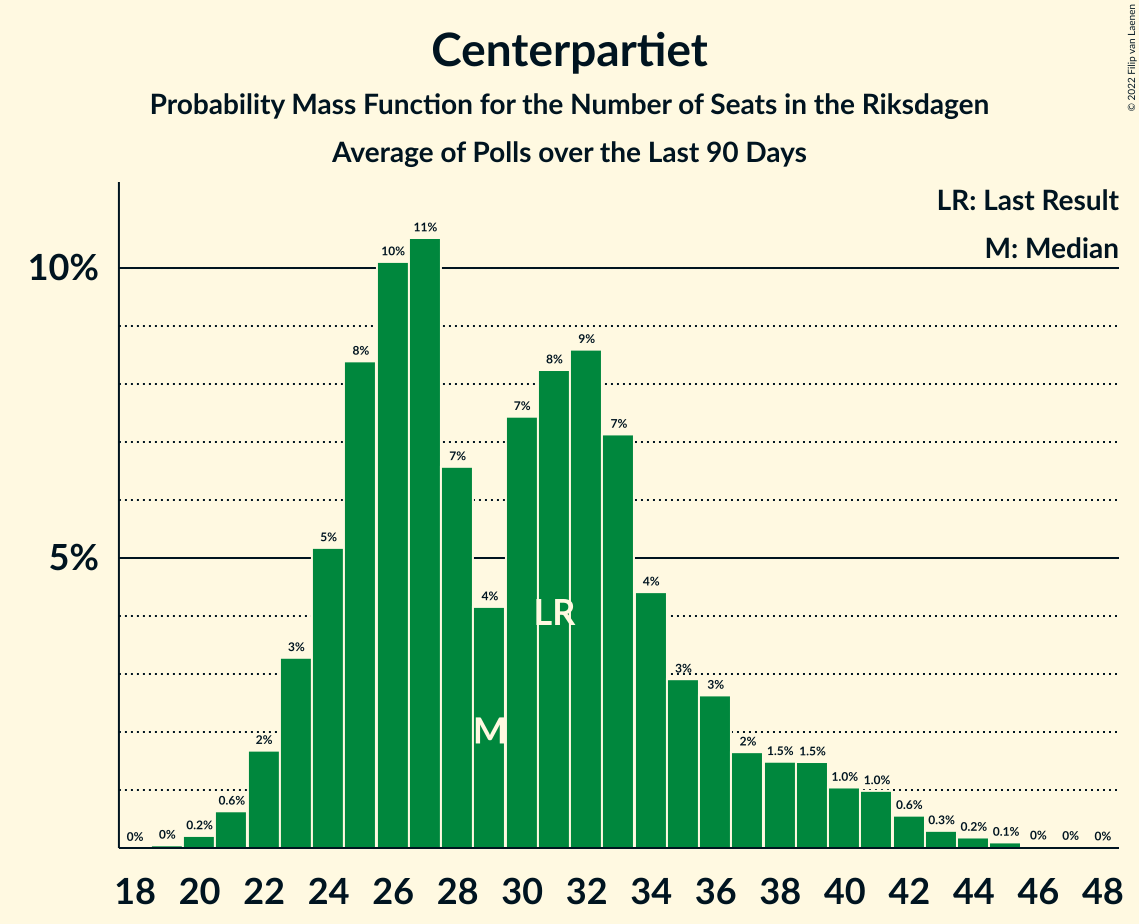 Centerpartiet
Probability Mass Function for the Number of Seats in the Riksdagen
Average of Polls over the Last 90 Days
© 2022 Filip van Laenen
LR: Last Result
M: Median
10%
5%
0% 0% 0.2% 0.6% 2% 3% 5% 8% 10% 11% 7% 4% 7% 8% 9% 7% 4% 3% 3% 2% 1.5% 1.5% 1.0% 1.0% 0.6% 0.3% 0.2% 0.1% 0% 0% 0%
LR
M
18 20 22 24 26 28 30 32 34 36 38 40 42 44 46 48